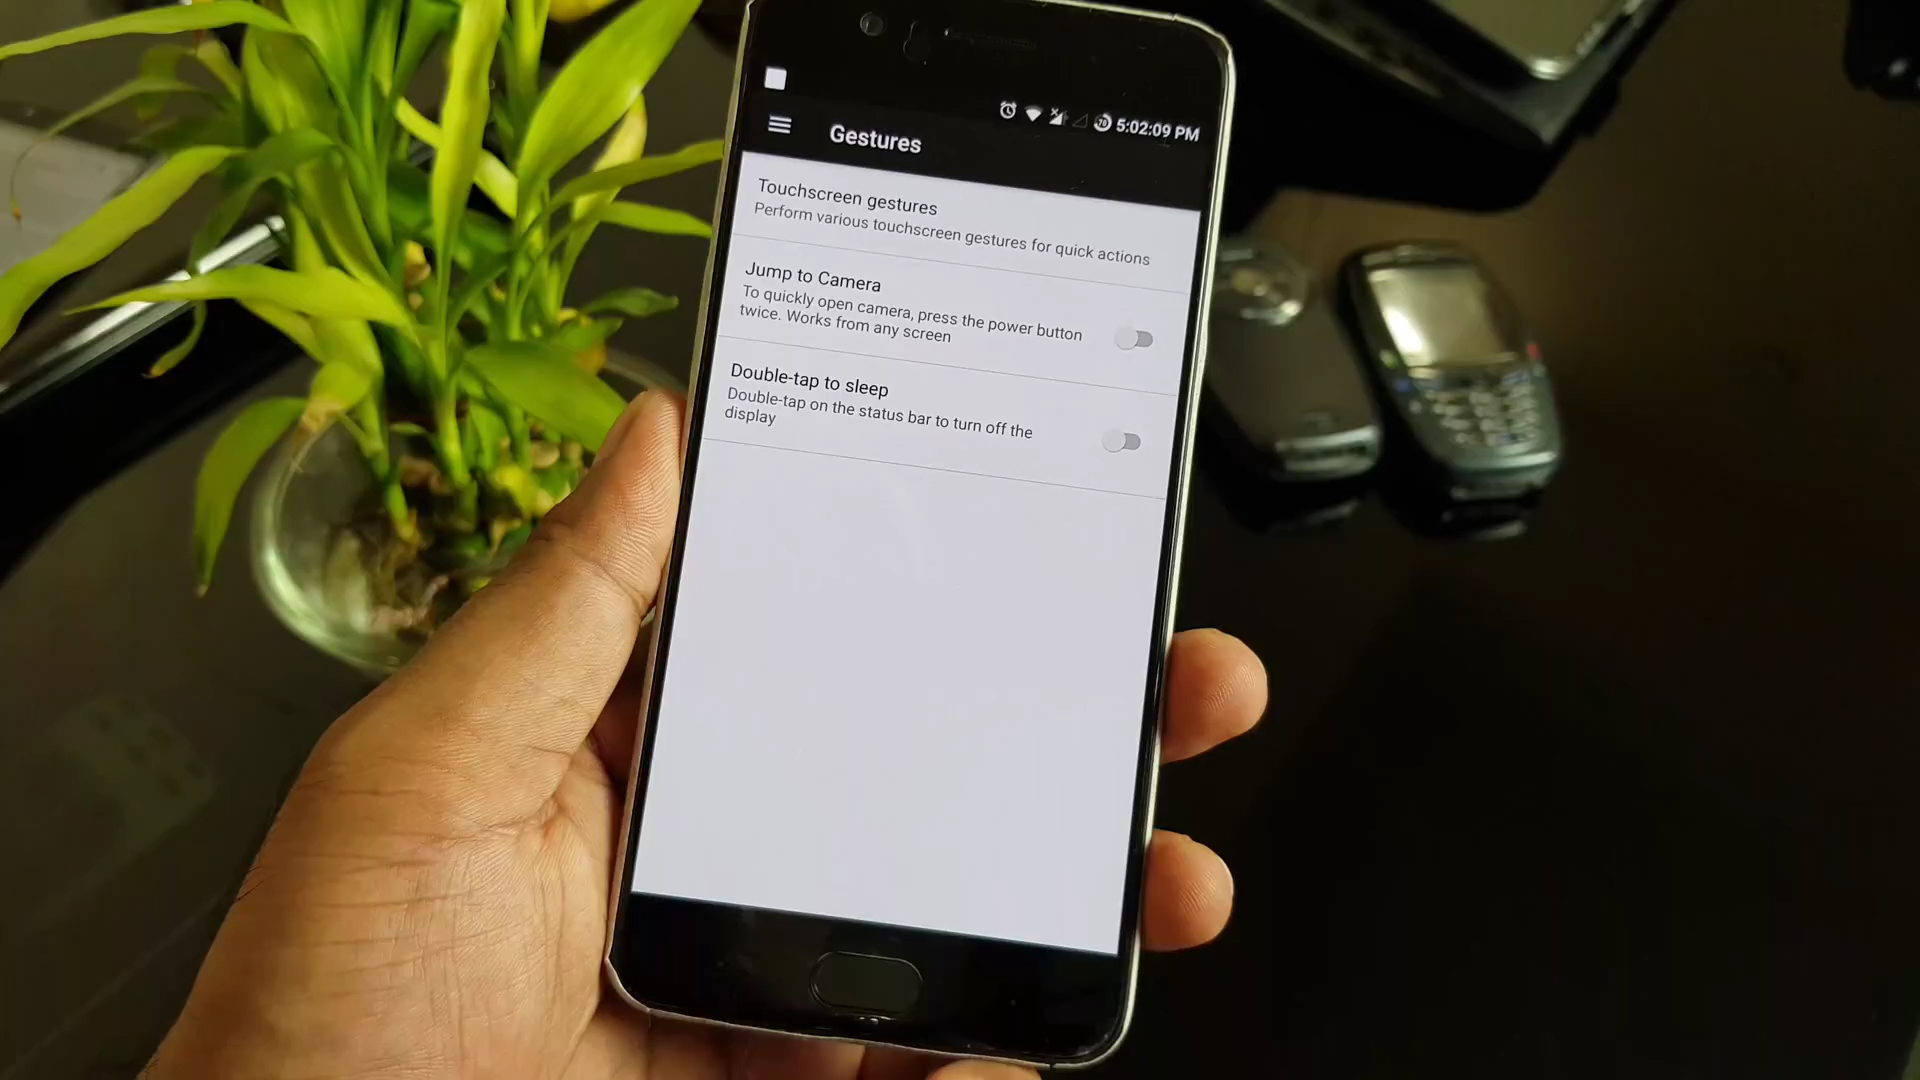 5:02:09 PM
Gestures
Touchscreen gestures
Perform various touchscreen gestures for quick actions
Jump to Camera
To quickly open camera, press the power button
twice. Works from any screen
Double-tap to sleep
Double-tap on the status bar to turn off the
display